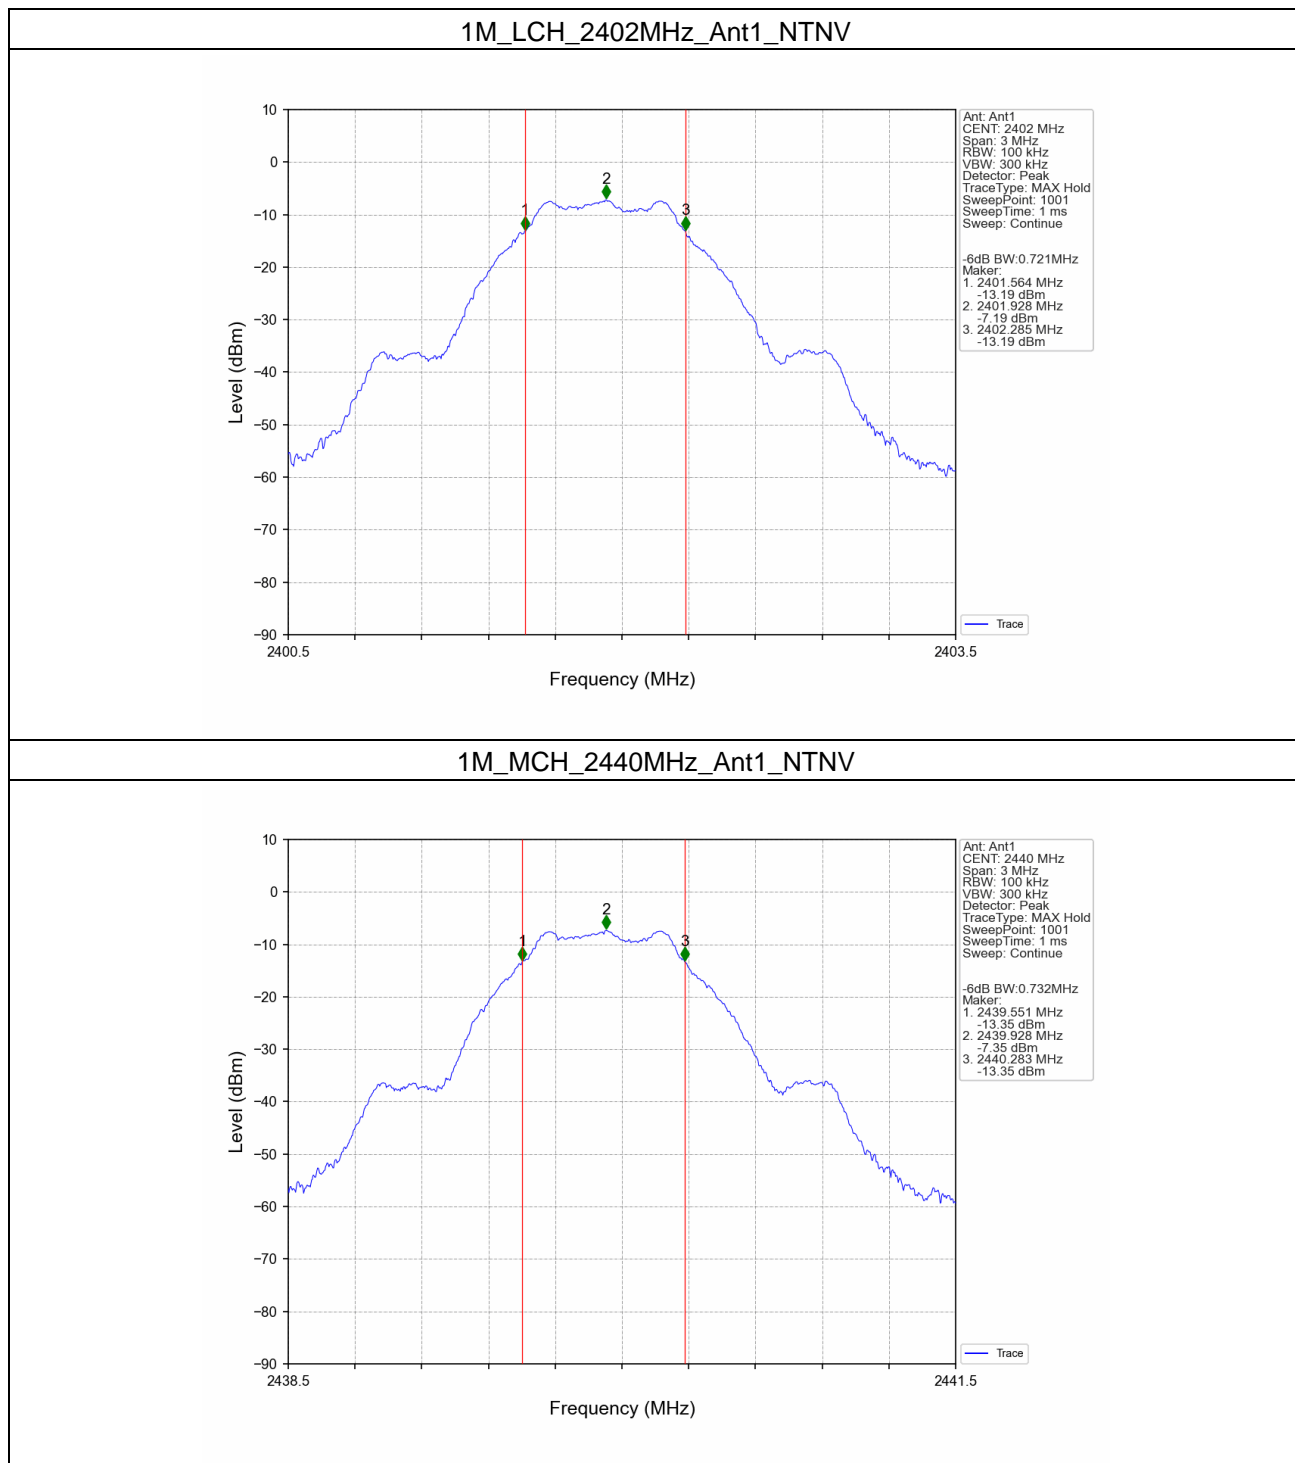 1M_LCH_2402MHz_Ant1_NTNV
10
0
−10
−20
−30
−40
−50
−60
−70
−80
−90
Level (dBm)
1
2
3
2400.5
2403.5
Frequency (MHz)
Ant: Ant1
CENT: 2402 MHz
Span: 3 MHz
RBW: 100 kHz
VBW: 300 kHz
Detector: Peak
TraceType: MAX Hold
SweepPoint: 1001
SweepTime: 1 ms
Sweep: Continue
-6dB BW:0.721MHz
Maker:
1. 2401.564 MHz
-13.19 dBm
2. 2401.928 MHz
-7.19 dBm
3. 2402.285 MHz
-13.19 dBm
Trace
1M_MCH_2440MHz_Ant1_NTNV
10
0
−10
−20
−30
−40
−50
−60
−70
−80
−90
Level (dBm)
1
2
3
2438.5
2441.5
Frequency (MHz)
Ant: Ant1
CENT: 2440 MHz
Span: 3 MHz
RBW: 100 kHz
VBW: 300 kHz
Detector: Peak
TraceType: MAX Hold
SweepPoint: 1001
SweepTime: 1 ms
Sweep: Continue
-6dB BW:0.732MHz
Maker:
1. 2439.551 MHz
-13.35 dBm
2. 2439.928 MHz
-7.35 dBm
3. 2440.283 MHz
-13.35 dBm
Trace